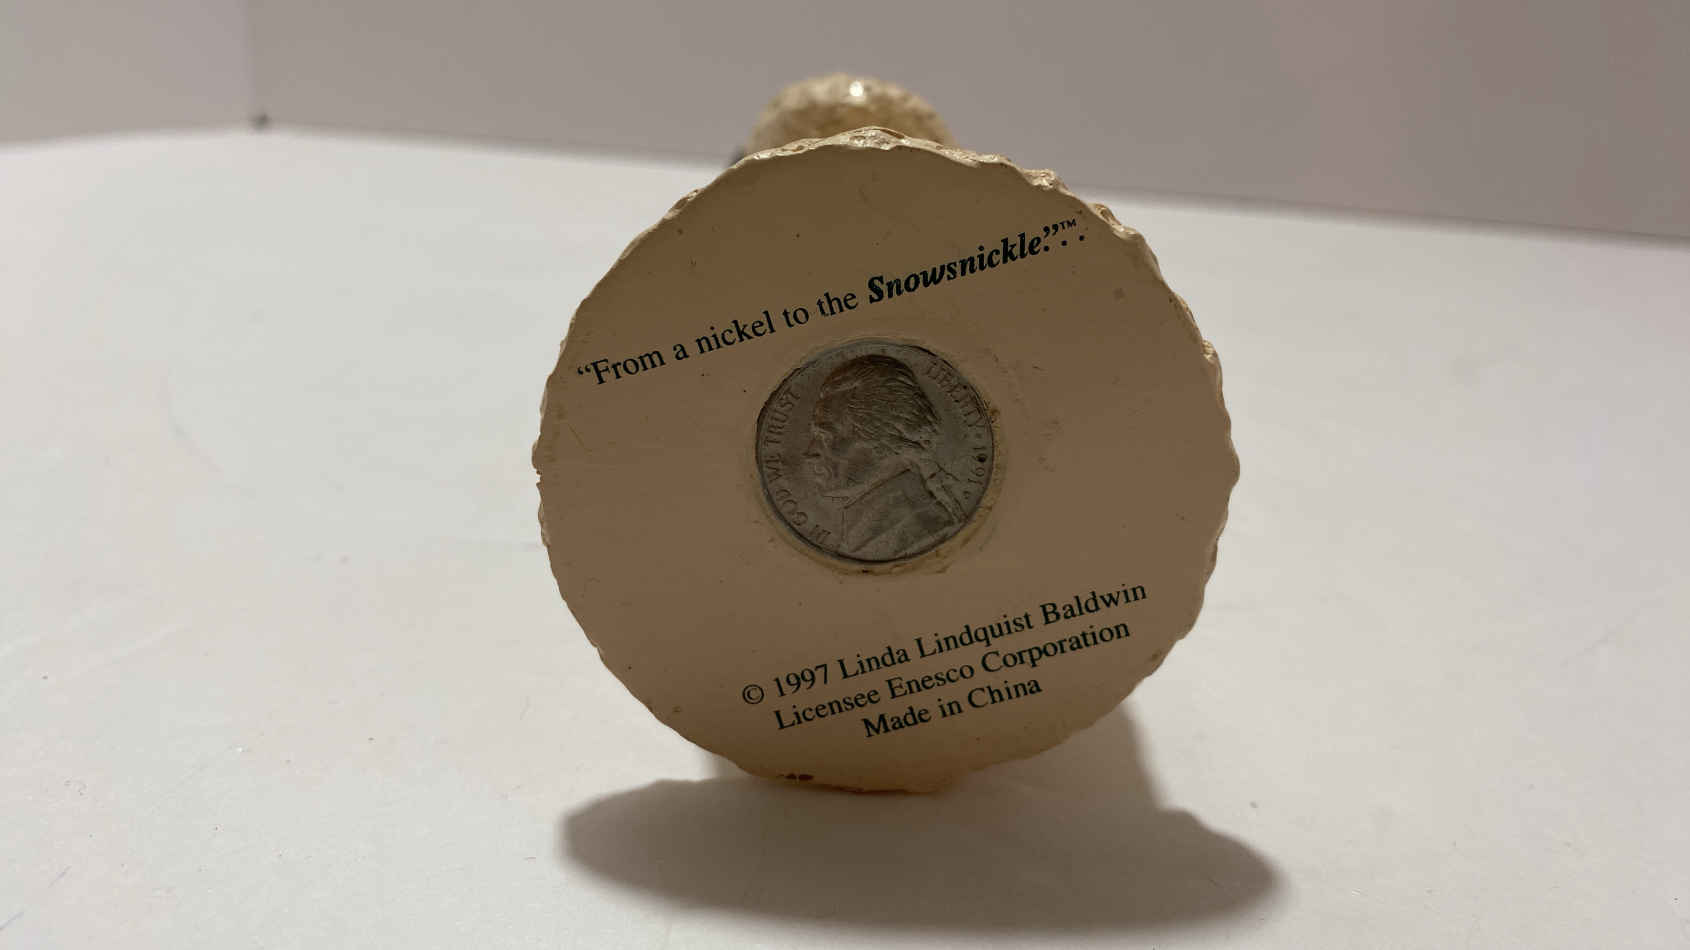 “From a nickel to the Snowsnickle.”™.
IN GOD WE TRUST
LIBERTY 1991
© 1997 Linda Lindquist Baldwin
Licensee Enesco Corporation
Made in China